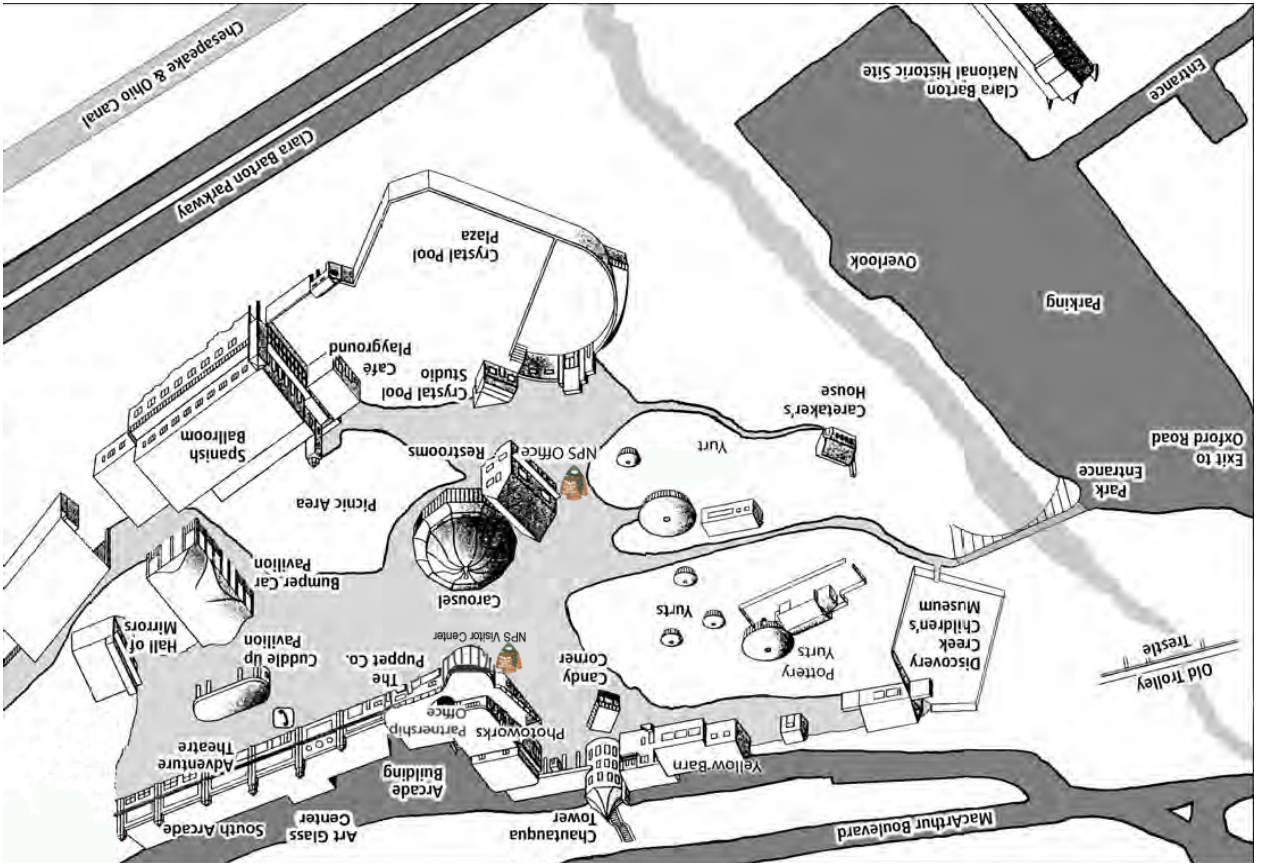 MacArthur Boulevard
Chautauqua
Tower
Art Glass
Center
South Arcade
Yellow Barn
Arcade
Building
Adventure
Theatre
Photoworks
Partnership
Office
Old Trolley
Trestle
Discovery
Creek
Children's
Museum
Pottery
Yurts
Candy
Corner
The
Puppet Co.
Cuddle up
Pavilion
NPS Visitor Center
Hall of
Mirrors
Yurts
Carousel
Bumper Car
Pavilion
Park
Entrance
Exit to
Oxford Road
Picnic Area
NPS Office
Restrooms
Yurt
Spanish
Ballroom
Caretaker's
House
Crystal Pool
Studio
Café
Playground
Parking
Overlook
Crystal Pool
Plaza
Clara Barton Parkway
Entrance
Clara Barton
National Historic Site
Chesapeake & Ohio Canal